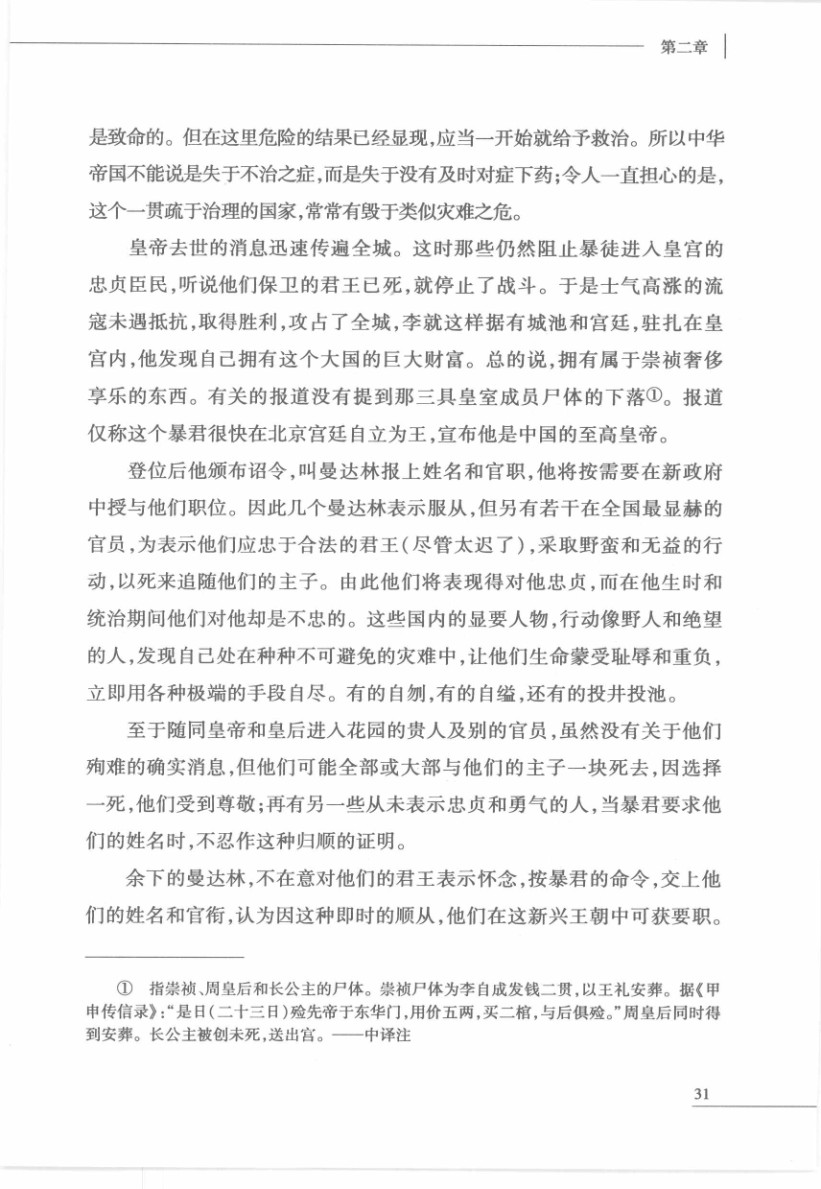 第二章
是致命的。但在这里危险的结果已经显现,应当一开始就给予救治。所以中华
帝国不能说是失于不治之症,而是失于没有及时对症下药;令人一直担心的是,
这个一贯疏于治理的国家,常常有毁于类似灾难之危。
皇帝去世的消息迅速传遍全城。这时那些仍然阻止暴徒进入皇宫的
忠贞臣民,听说他们保卫的君王已死,就停止了战斗。于是士气高涨的流
寇未遇抵抗,取得胜利,攻占了全城,李就这样据有城池和宫廷,驻扎在皇
宫内,他发现自己拥有这个大国的巨大财富。总的说,拥有属于崇祯奢侈
享乐的东西。有关的报道没有提到那三具皇室成员尸体的下落①。报道
仅称这个暴君很快在北京宫廷自立为王,宣布他是中国的至高皇帝。
登位后他颁布诏令,叫曼达林报上姓名和官职,他将按需要在新政府
中授与他们职位。因此几个曼达林表示服从,但另有若干在全国最显赫的
官员,为表示他们应忠于合法的君王(尽管太迟了),采取野蛮和无益的行
动,以死来追随他们的主子。由此他们将表现得对他忠贞,而在他生时和
统治期间他们对他却是不忠的。这些国内的显要人物,行动像野人和绝望
的人,发现自己处在种种不可避免的灾难中,让他们生命蒙受耻辱和重负,
立即用各种极端的手段自尽。有的自刎,有的自缢,还有的投井投池。
至于随同皇帝和皇后进入花园的贵人及别的官员,虽然没有关于他们
殉难的确实消息,但他们可能全部或大部与他们的主子一块死去,因选择
一死,他们受到尊敬;再有另一些从未表示忠贞和勇气的人,当暴君要求他
们的姓名时,不忍作这种归顺的证明。
余下的曼达林,不在意对他们的君王表示怀念,按暴君的命令,交上他
们的姓名和官衔,认为因这种即时的顺从,他们在这新兴王朝中可获要职。
① 指崇祯、周皇后和长公主的尸体。崇祯尸体为李自成发钱二贯,以王礼安葬。据《甲
申传信录》:“是日(二十三日)殓先帝于东华门,用价五两,买二棺,与后俱殓。”周皇后同时得
到安葬。长公主被创未死,送出宫。——中译注
31